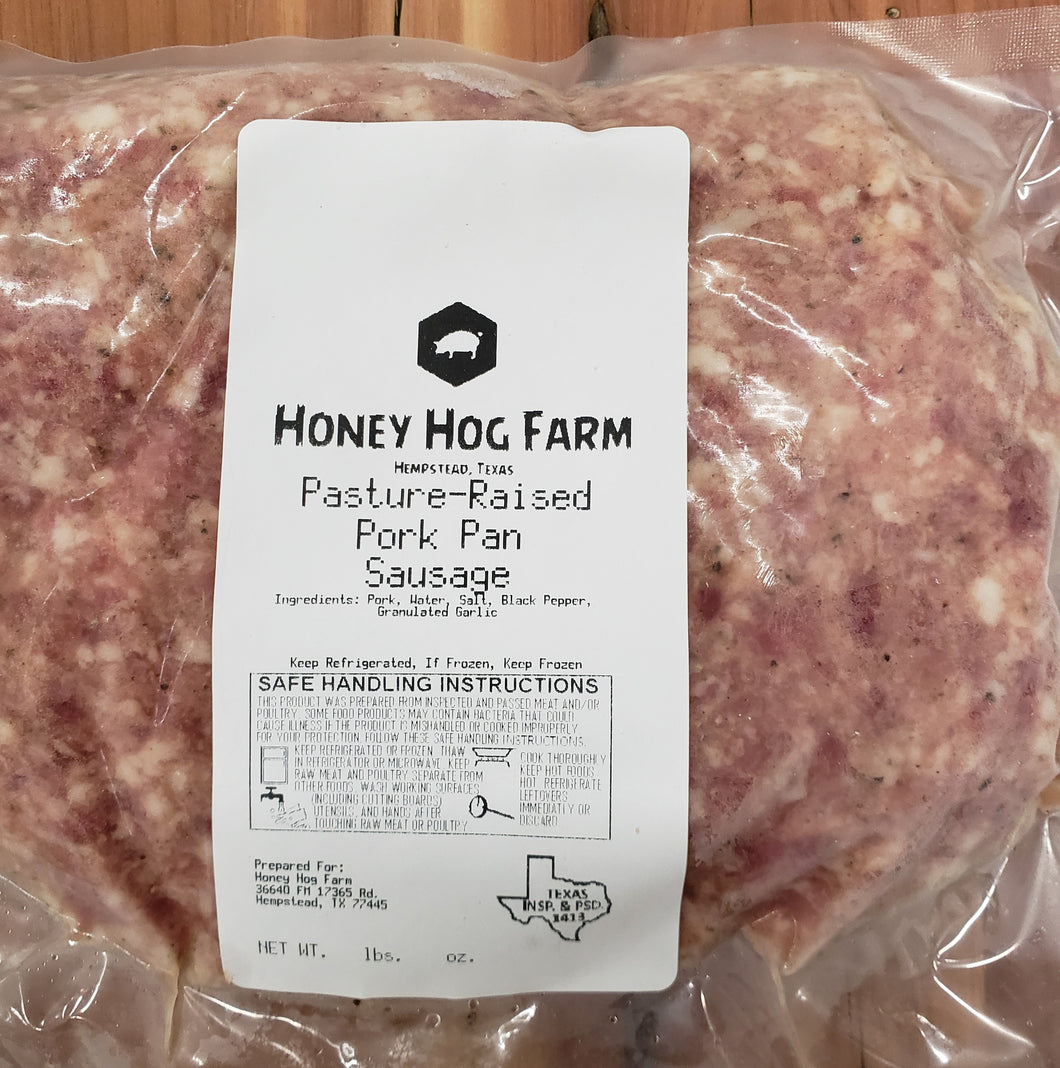 HONEY HOG FARM
HEMPSTEAD, TEXAS
Pasture-Raised
Pork Pan
Sausage
Ingredients: Pork, Water, Salt, Black Pepper,
Granulated Garlic
Keep Refrigerated, If Frozen, Keep Frozen
SAFE HANDLING INSTRUCTIONS
THIS PRODUCT WAS PREPARED FROM INSPECTED AND PASSED MEAT AND/OR
POULTRY. SOME FOOD PRODUCTS MAY CONTAIN BACTERIA THAT COULD
CAUSE ILLNESS IF THE PRODUCT IS MISHANDLED OR COOKED IMPROPERLY.
FOR YOUR PROTECTION, FOLLOW THESE SAFE HANDLING INSTRUCTIONS.
KEEP REFRIGERATED OR FROZEN. THAW
IN REFRIGERATOR OR MICROWAVE. KEEP
RAW MEAT AND POULTRY SEPARATE FROM
OTHER FOODS. WASH WORKING SURFACES
(INCLUDING CUTTING BOARDS)
UTENSILS, AND HANDS AFTER
TOUCHING RAW MEAT OR POULTRY
COOK THOROUGHLY
KEEP HOT FOODS
HOT. REFRIGERATE
LEFTOVERS
IMMEDIATLY OR
DISCARD
Prepared For:
Honey Hog Farm
36640 FM 17365 Rd.
Hempstead, TX 77445
TEXAS
INSP. & PSD.
1413
NET WT. lbs. oz.